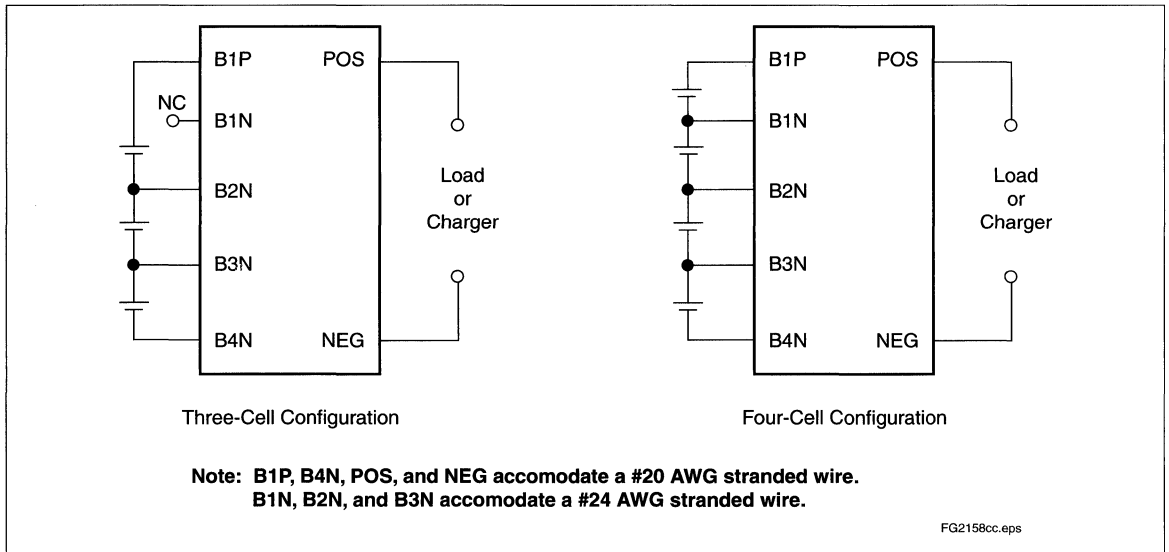 B1P
POS
NC
B1N
B2N
B3N
B4N
NEG
Load
or
Charger
Three-Cell Configuration
B1P
POS
B1N
B2N
B3N
B4N
NEG
Load
or
Charger
Four-Cell Configuration
Note: B1P, B4N, POS, and NEG accomodate a #20 AWG stranded wire.
B1N, B2N, and B3N accomodate a #24 AWG stranded wire.
FG2158cc.eps